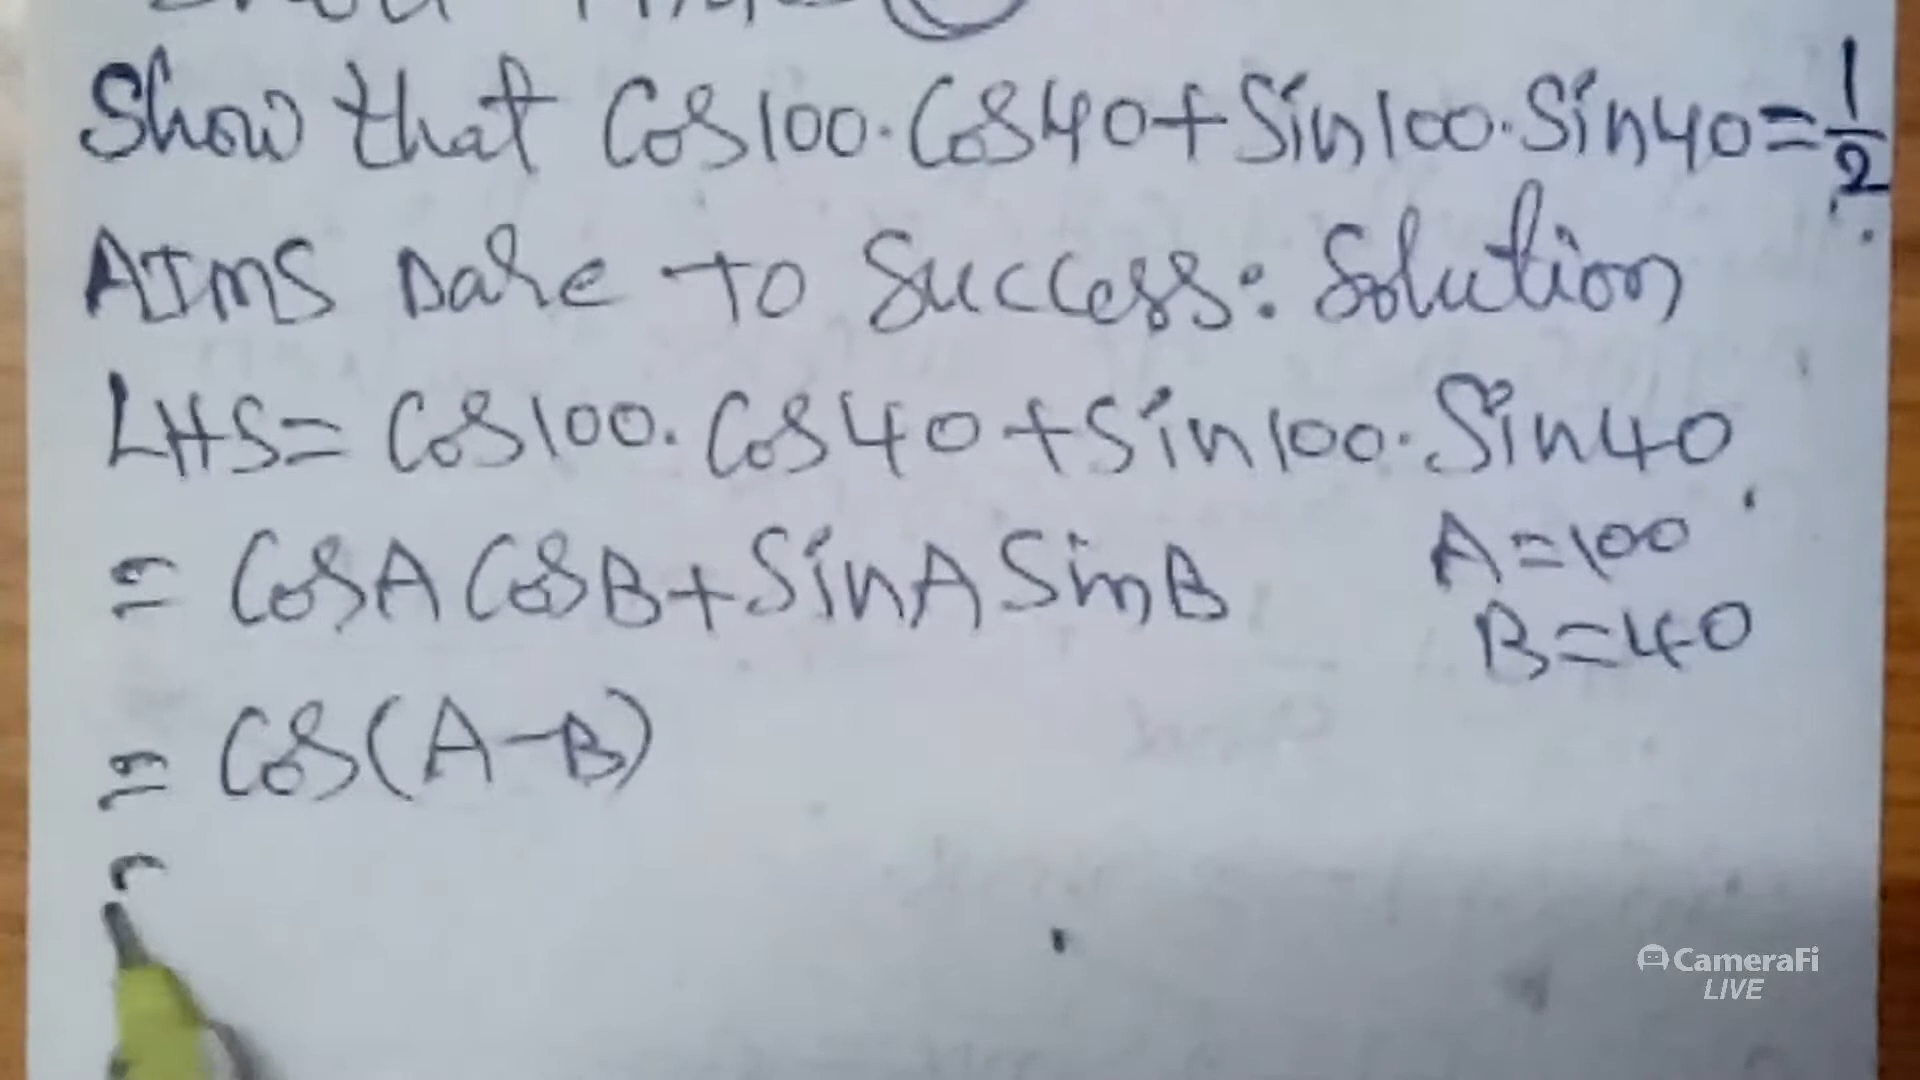 Show that Cos100.Cos40+Sin100.Sin40=1/2.
AIMS Dare to Success: Solution
LHS= Cos100. Cos40+Sin100. Sin40
= CosA CosB+SinA SinB A=100
B=40
= Cos(A-B)
=
CameraFi
LIVE